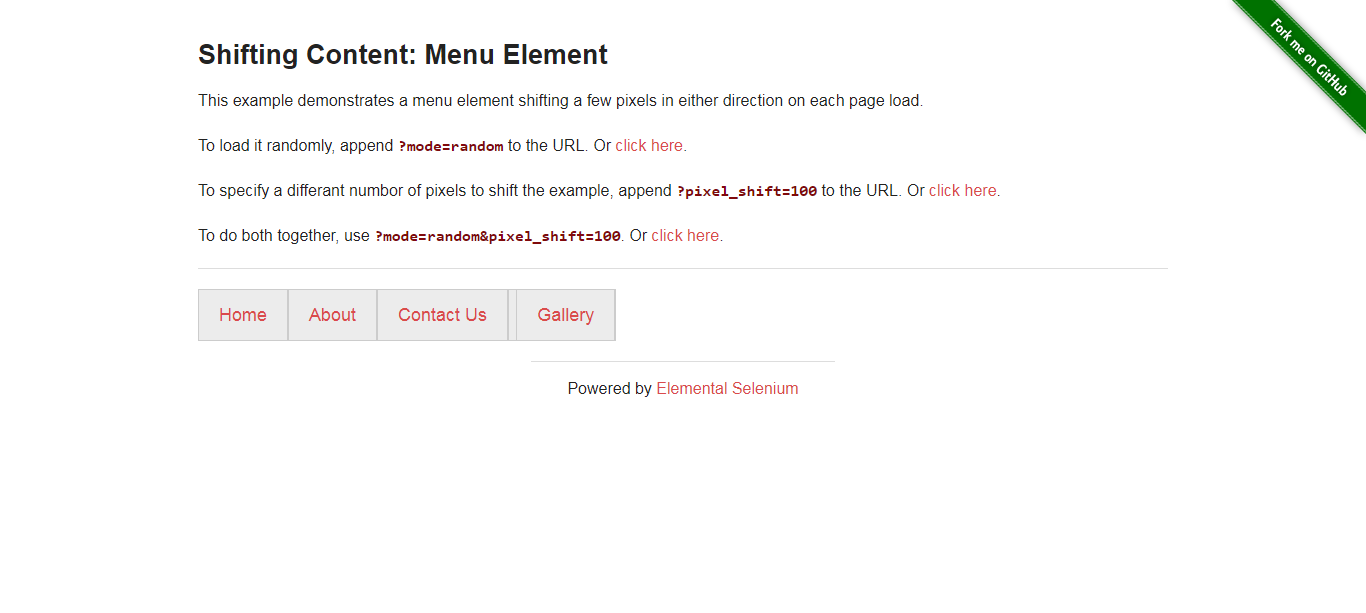 Fork me on GitHub
Shifting Content: Menu Element
This example demonstrates a menu element shifting a few pixels in either direction on each page load.
To load it randomly, append ?mode=random to the URL. Or click here.
To specify a differant numbor of pixels to shift the example, append ?pixel_shift=100 to the URL. Or click here.
To do both together, use ?mode=random&pixel_shift=100. Or click here.
Home About Contact Us Gallery
Powered by Elemental Selenium